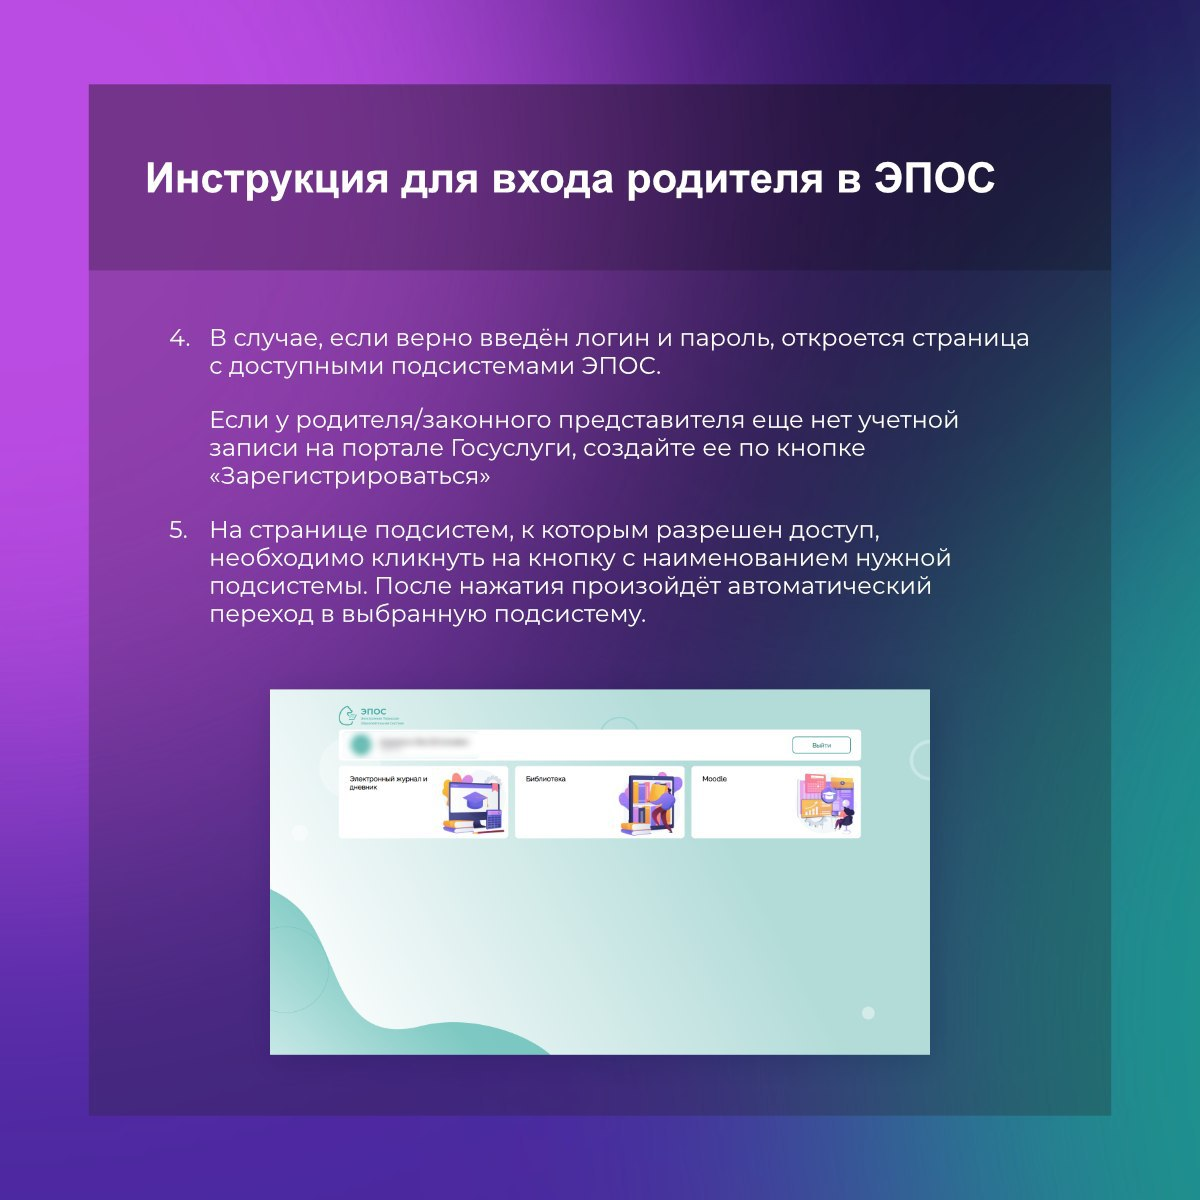 Инструкция для входа родителя в ЭПОС
4. В случае, если верно введён логин и пароль, откроется страница
с доступными подсистемами ЭПОС.
Если у родителя/законного представителя еще нет учетной
записи на портале Госуслуги, создайте ее по кнопке
«Зарегистрироваться»
5. На странице подсистем, к которым разрешен доступ,
необходимо кликнуть на кнопку с наименованием нужной
подсистемы. После нажатия произойдёт автоматический
переход в выбранную подсистему.
ЭПОС
Выйти
Электронный журнал и
дневник
Библиотека
Moodle